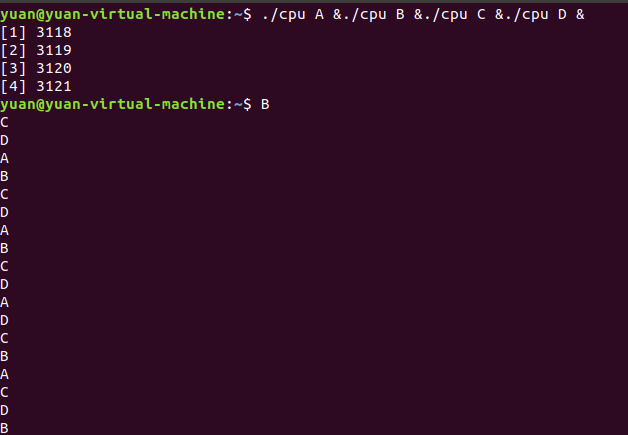 yuan@yuan-virtual-machine:~$ ./cpu A &./cpu B &./cpu C &./cpu D &
[1] 3118
[2] 3119
[3] 3120
[4] 3121
yuan@yuan-virtual-machine:~$ B
C
D
A
B
C
D
A
B
C
D
A
D
C
B
A
C
D
B